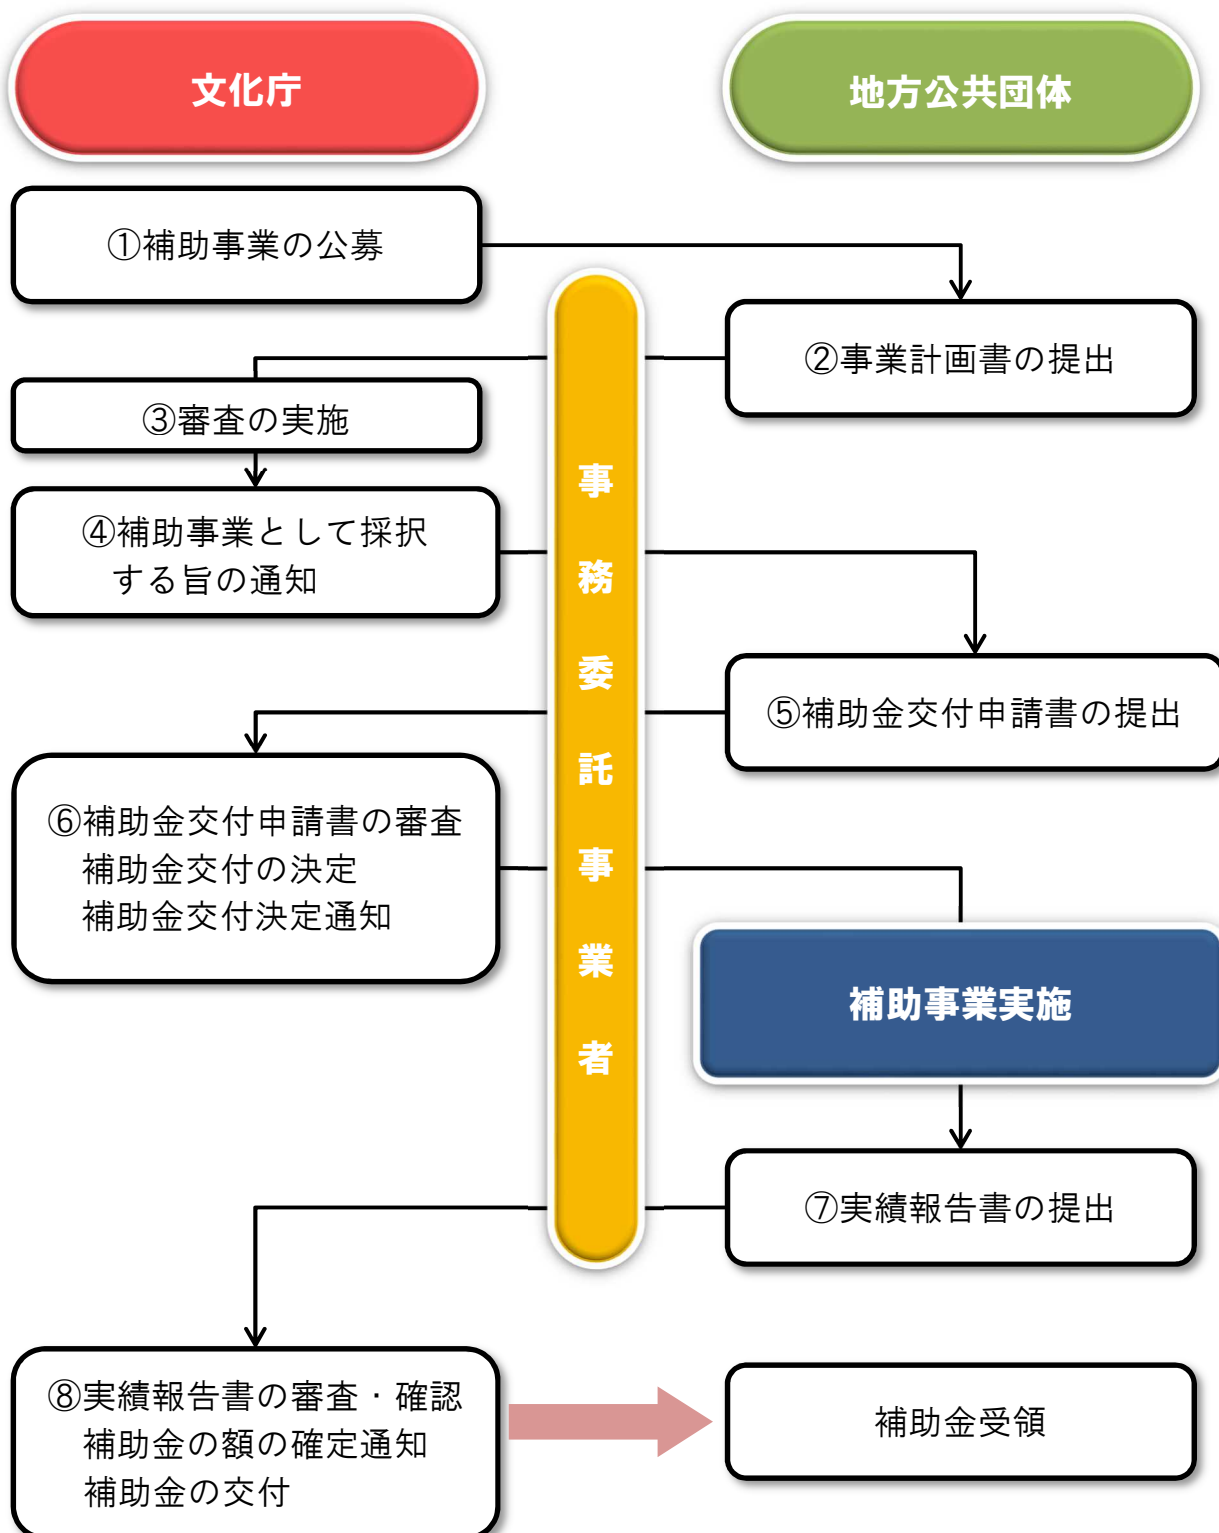 文化庁
地方公共団体
①補助事業の公募
②事業計画書の提出
③審査の実施
④補助事業として採択
する旨の通知
事務委託事業者
⑤補助金交付申請書の提出
⑥補助金交付申請書の審査
補助金交付の決定
補助金交付決定通知
補助事業実施
⑦実績報告書の提出
⑧実績報告書の審査・確認
補助金の額の確定通知
補助金の交付
補助金受領